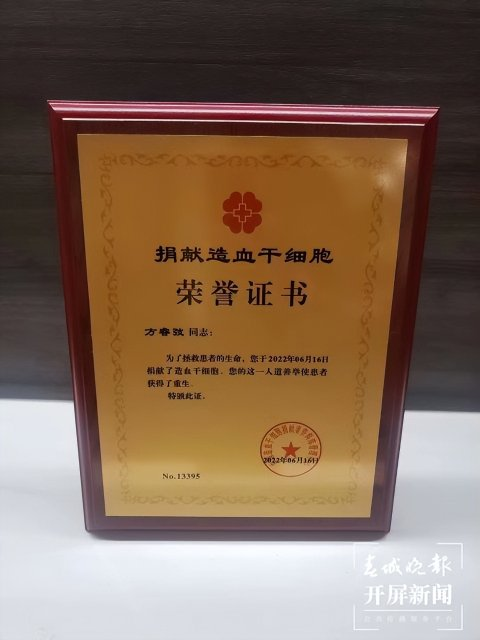 捐献造血干细胞
荣誉证书
方睿弢 同志：
为了拯救患者的生命，您于2022年06月16日
捐献了造血干细胞。您的这一人道善举使患者
获得了重生。
特颁此证。
2022年06月16日
No.13395
春城晚报
开屏新闻